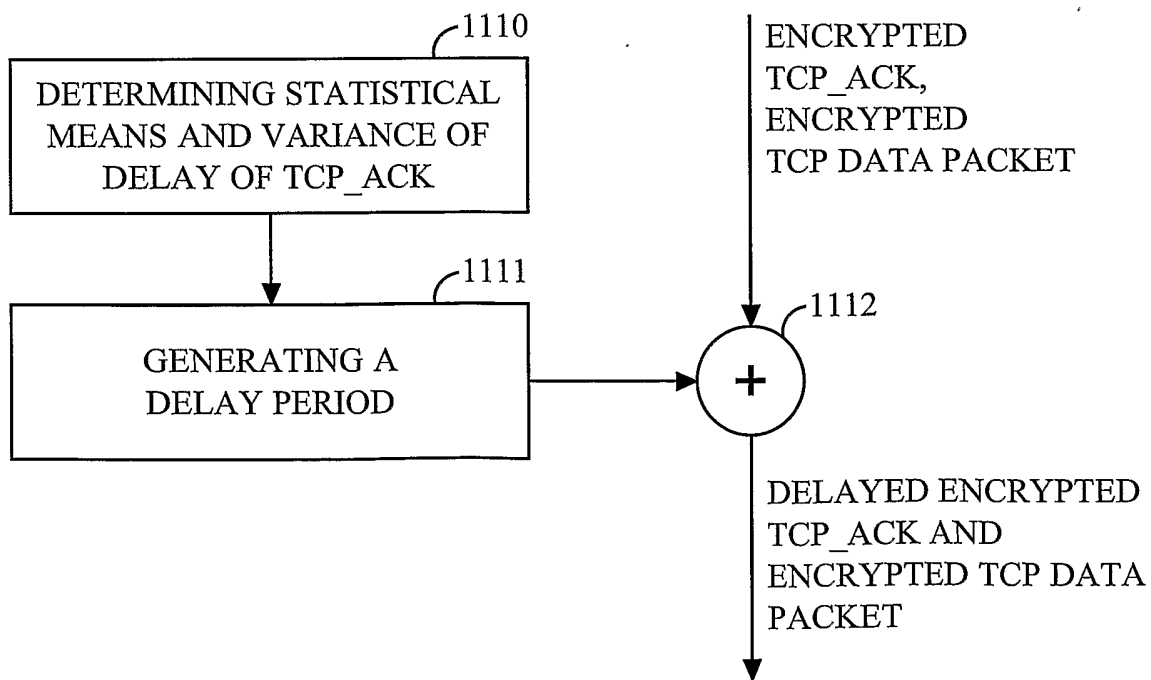 1110
DETERMINING STATISTICAL
MEANS AND VARIANCE OF
DELAY OF TCP_ACK
ENCRYPTED
TCP_ACK,
ENCRYPTED
TCP DATA PACKET
1111
GENERATING A
DELAY PERIOD
1112
+
DELAYED ENCRYPTED
TCP_ACK AND
ENCRYPTED TCP DATA
PACKET